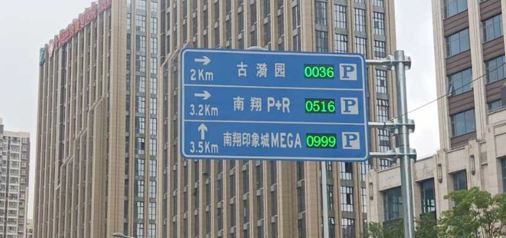 → 古漪园 0036 P
2Km
→ 南翔 P+R 0516 P
3.2Km
↑ 南翔印象城MEGA 0999 P
3.5Km